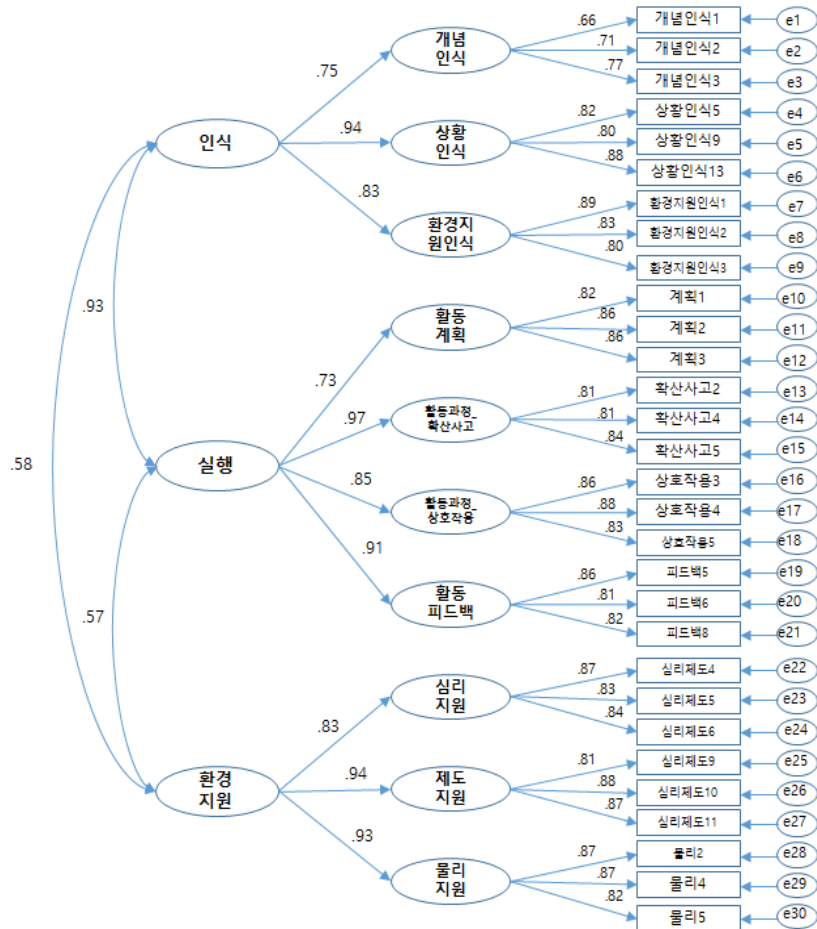 .66
개념인식1
e1
개념
인식
.71
개념인식2
e2
.75
.77
개념인식3
e3
.82
상황인식5
e4
인식
.94
상황
인식
.80
상황인식9
e5
.88
상황인식13
e6
.83
.89
환경지원인식1
e7
환경지
원인식
.83
환경지원인식2
e8
.80
환경지원인식3
e9
.93
.82
계획1
e10
활동
계획
.86
계획2
e11
.86
계획3
e12
.73
.81
확산사고2
e13
.97
활동과정_
확산사고
.81
확산사고4
e14
.84
확산사고5
e15
.58
실행
.85
.86
상호작용3
e16
활동과정_
상호작용
.88
상호작용4
e17
.83
상호작용5
e18
.91
.86
피드백5
e19
활동
피드백
.81
피드백6
e20
.82
피드백8
e21
.57
.87
심리제도4
e22
심리
지원
.83
심리제도5
e23
.84
심리제도6
e24
.83
.81
심리제도9
e25
환경
지원
.94
제도
지원
.88
심리제도10
e26
.87
심리제도11
e27
.93
.87
물리2
e28
물리
지원
.87
물리4
e29
.82
물리5
e30